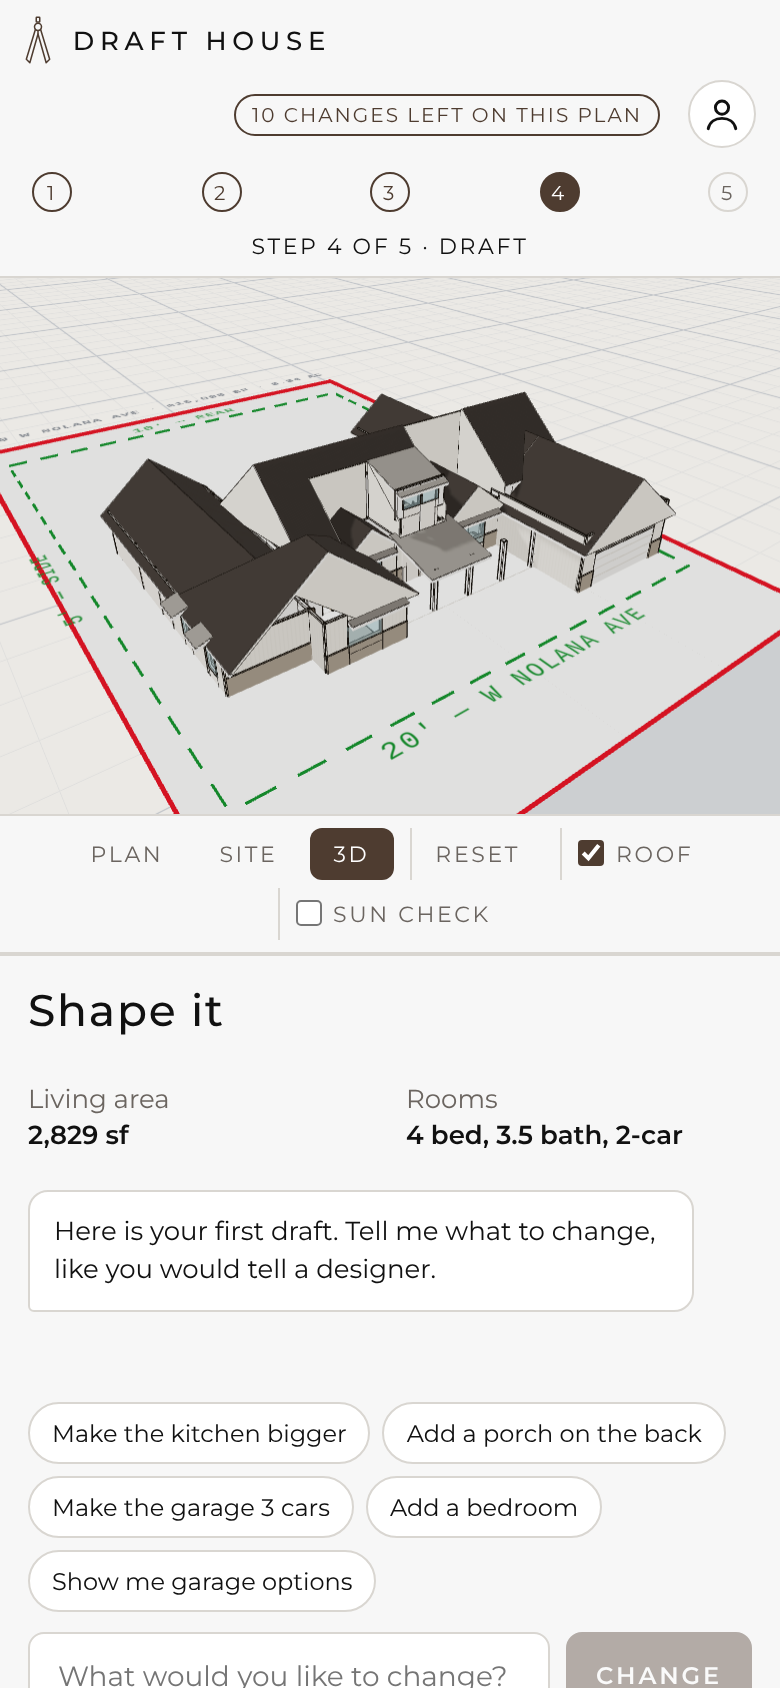 DRAFT HOUSE
10 CHANGES LEFT ON THIS PLAN
1 2 3 4 5
STEP 4 OF 5 · DRAFT
W NOLANA AVE
10' — REAR
5' — SIDE
20' — W NOLANA AVE
PLAN SITE 3D RESET ROOF
SUN CHECK
Shape it
Living area Rooms
2,829 sf 4 bed, 3.5 bath, 2-car
Here is your first draft. Tell me what to change,
like you would tell a designer.
Make the kitchen bigger Add a porch on the back
Make the garage 3 cars Add a bedroom
Show me garage options
What would you like to change? CHANGE